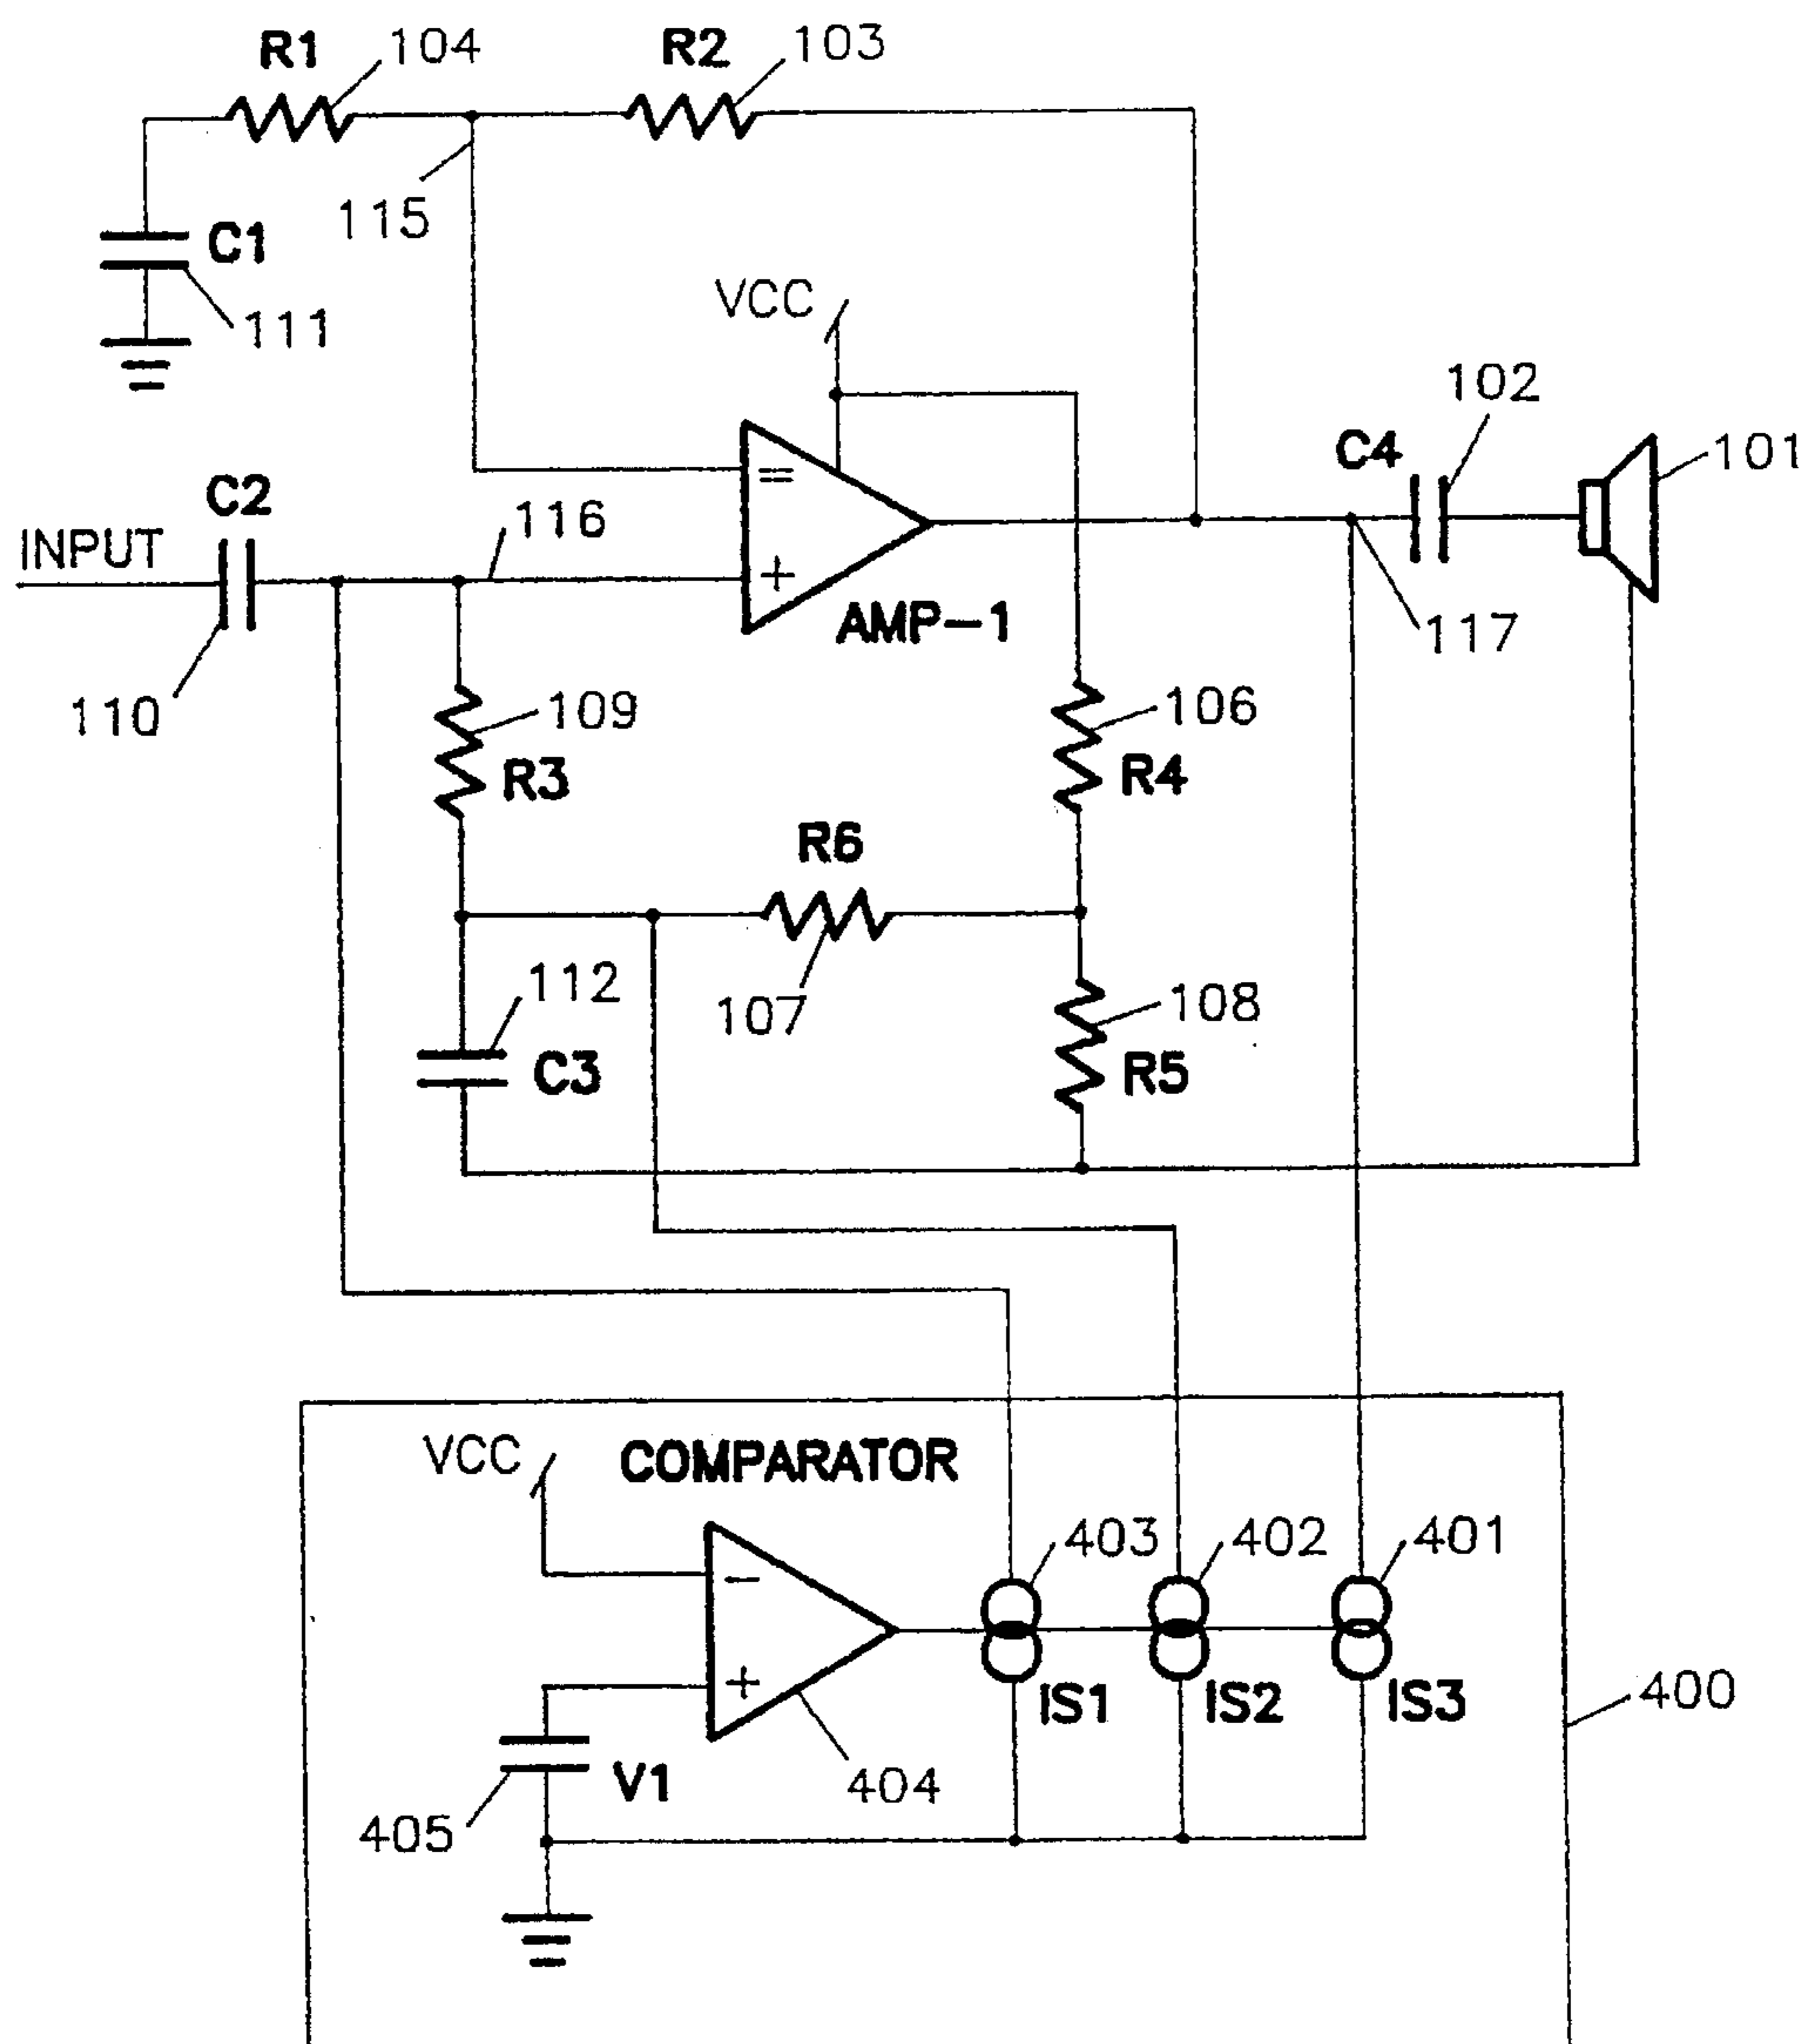 R1 104 R2 103
115
C1
111
VCC
102
C4
101
C2
INPUT
116
=
+
AMP-1
117
110
109
106
R3
R4
R6
112
107
108
C3
R5
VCC COMPARATOR
403 402 401
-
+
IS1 IS2 IS3
400
V1
404
405